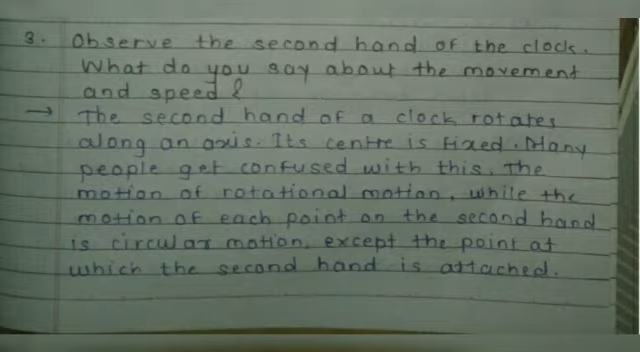 3. Observe the second hand of the clock.
What do you say about the movement
and speed?
→ The second hand of a clock rotates
along an axis. Its centre is fixed. Many
people get confused with this. The
motion of rotational motion, while the
motion of each point on the second hand
is circular motion, except the point at
which the second hand is attached.